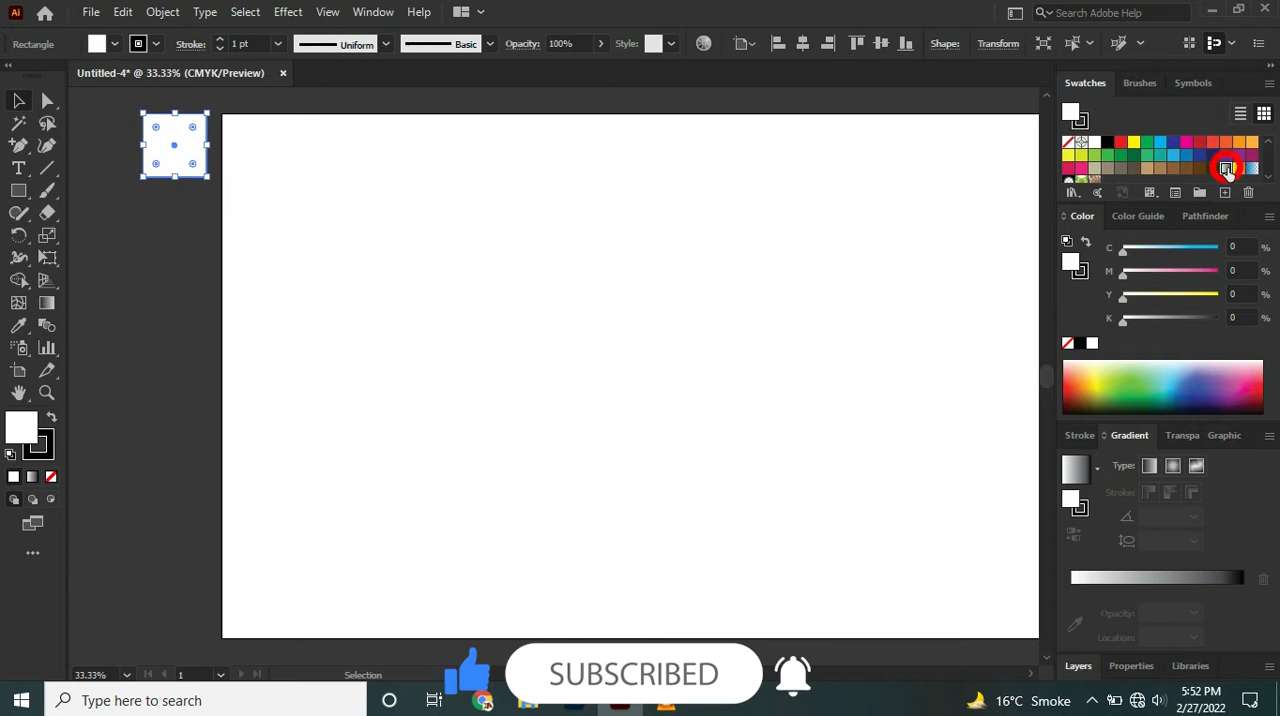 Ai File Edit Object Type Select Effect View Window Help Search Adobe Help
Rectangle Stroke: 1 pt Uniform Basic Opacity: 100% Style: Shape: Transform
Untitled-4* @ 33.33% (CMYK/Preview)
Swatches Brushes Symbols
Color Color Guide Pathfinder
C 0 %
M 0 %
Y 0 %
K 0 %
Stroke Gradient Transpa Graphic
Type:
Strokes:
Opacity:
Location:
Layers Properties Libraries
33.33% 1 Selection
SUBSCRIBED
Type here to search
16°C Smoke
5:52 PM
2/27/2022